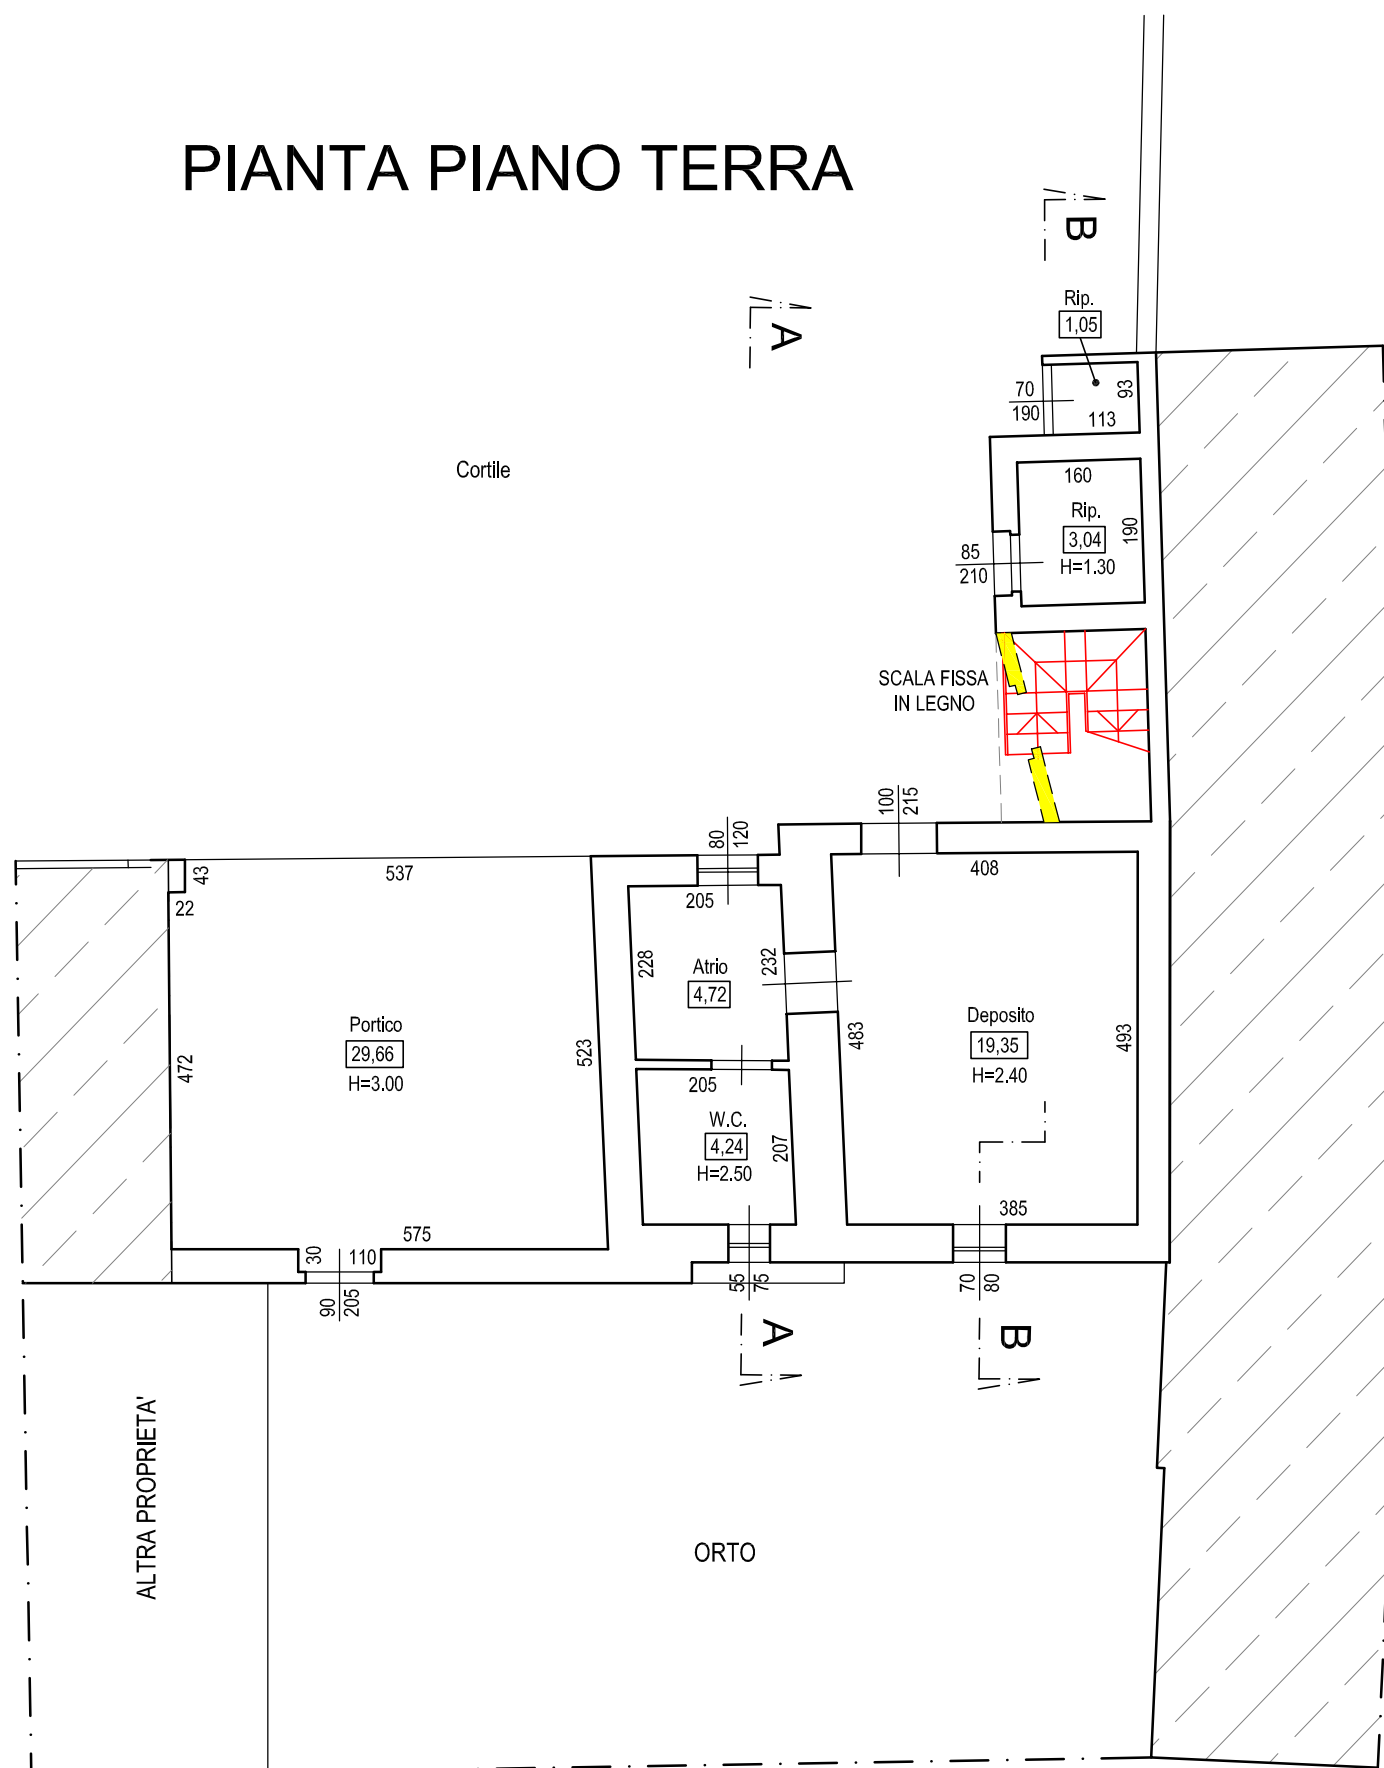 PIANTA PIANO TERRA
B
A
Rip.
1,05
70
190
93
113
Cortile
160
Rip.
3,04
H=1.30
190
85
210
SCALA FISSA
IN LEGNO
100
215
80
120
43
537
22
205
408
228
232
Atrio
4,72
Portico
29,66
H=3.00
472
523
483
Deposito
19,35
H=2.40
493
205
W.C.
4,24
H=2.50
207
385
575
30
110
90
205
55
75
70
80
A
B
ALTRA PROPRIETA'
ORTO